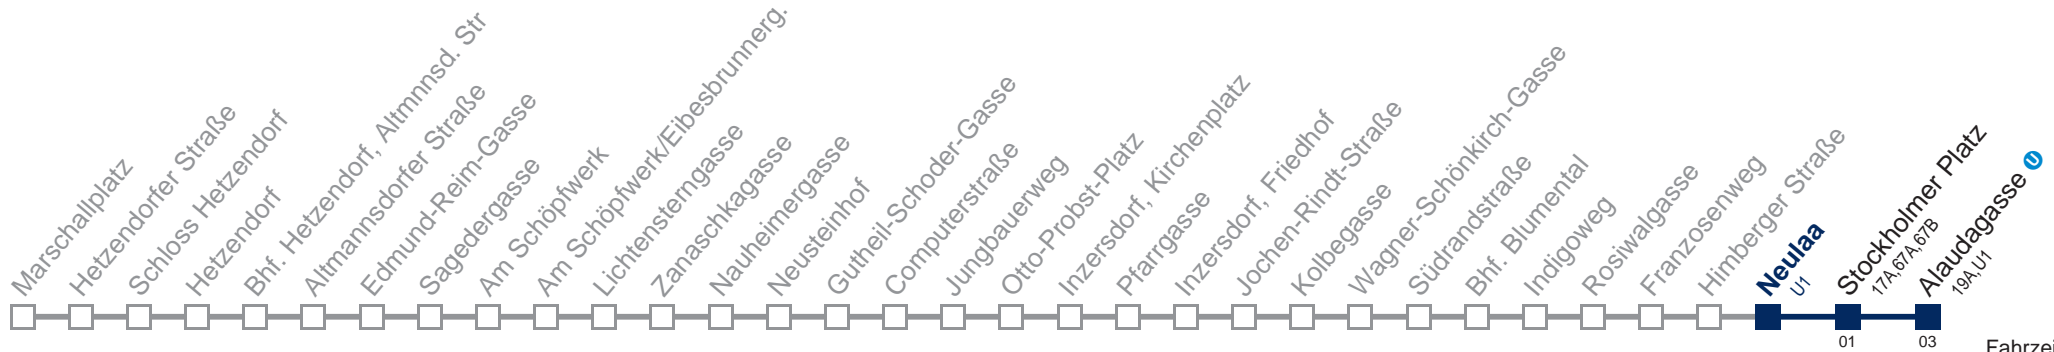 Marschallplatz
Hetzendorfer Straße
Schloss Hetzendorf
Hetzendorf
Bhf. Hetzendorf, Altmnnsd. Str
Altmannsdorfer Straße
Edmund-Reim-Gasse
Sagedergasse
Am Schöpfwerk
Am Schöpfwerk/Eibesbrunnerg.
Lichtensterngasse
Zanaschkagasse
Nauheimergasse
Neusteinhof
Gutheil-Schoder-Gasse
Computerstraße
Jungbauerweg
Otto-Probst-Platz
Inzersdorf, Kirchenplatz
Pfarrgasse
Inzersdorf, Friedhof
Jochen-Rindt-Straße
Kolbegasse
Wagner-Schönkirch-Gasse
Südrandstraße
Bhf. Blumental
Indigoweg
Rosiwalgasse
Franzosenweg
Himberger Straße
Neulaa
U1
Stockholmer Platz
17A,67A,67B
Alaudagasse U
19A,U1
01
03
Fahrzei